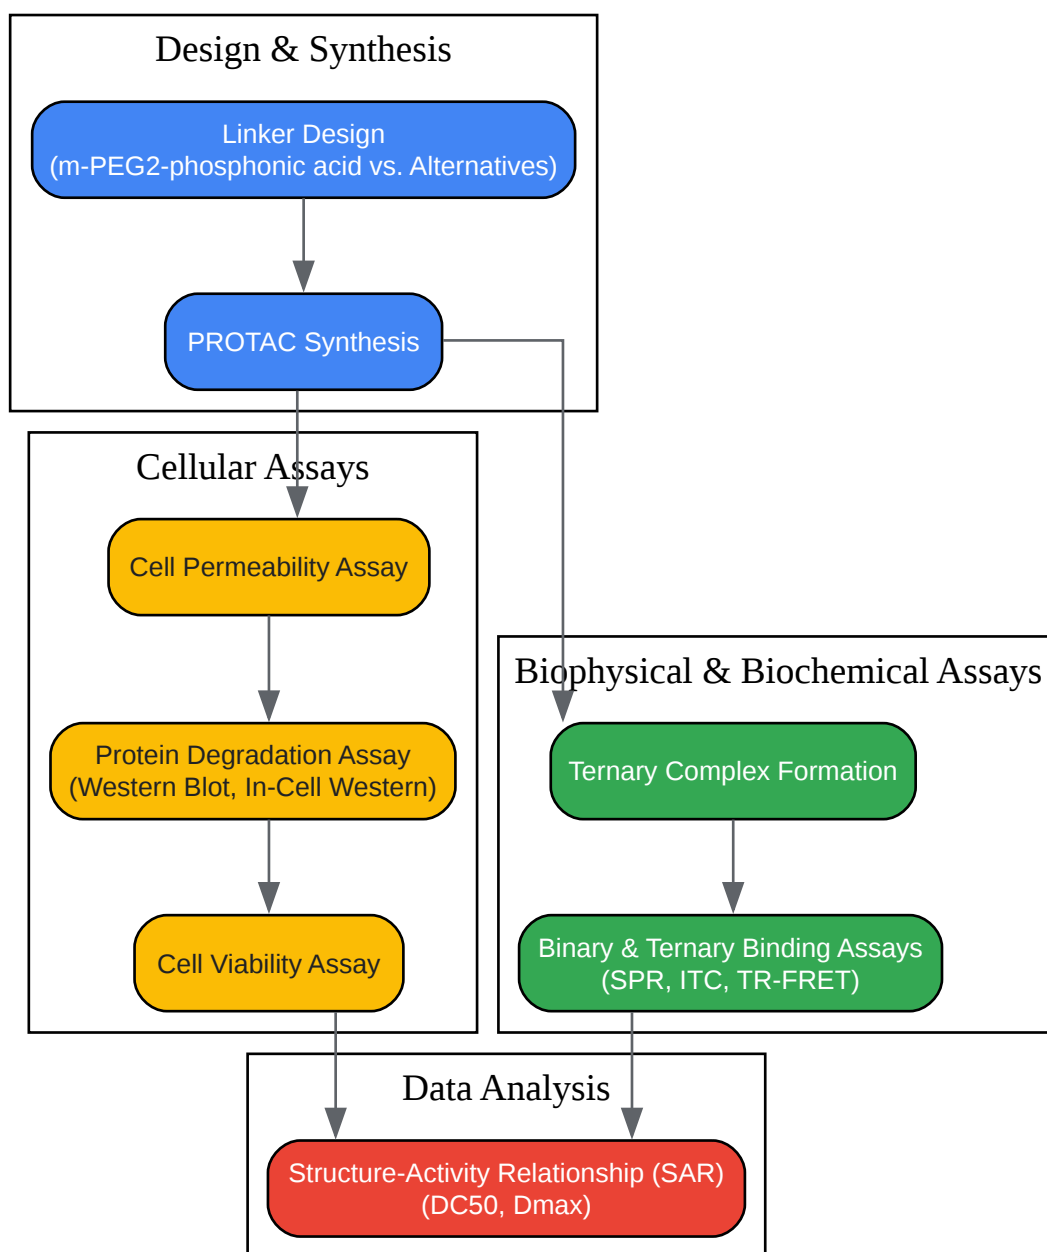 Design & Synthesis
Linker Design
(m-PEG2-phosphonic acid vs. Alternatives)
PROTAC Synthesis
Cellular Assays
Cell Permeability Assay
Protein Degradation Assay
(Western Blot, In-Cell Western)
Cell Viability Assay
Biophysical & Biochemical Assays
Ternary Complex Formation
Binary & Ternary Binding Assays
(SPR, ITC, TR-FRET)
Data Analysis
Structure-Activity Relationship (SAR)
(DC50, Dmax)